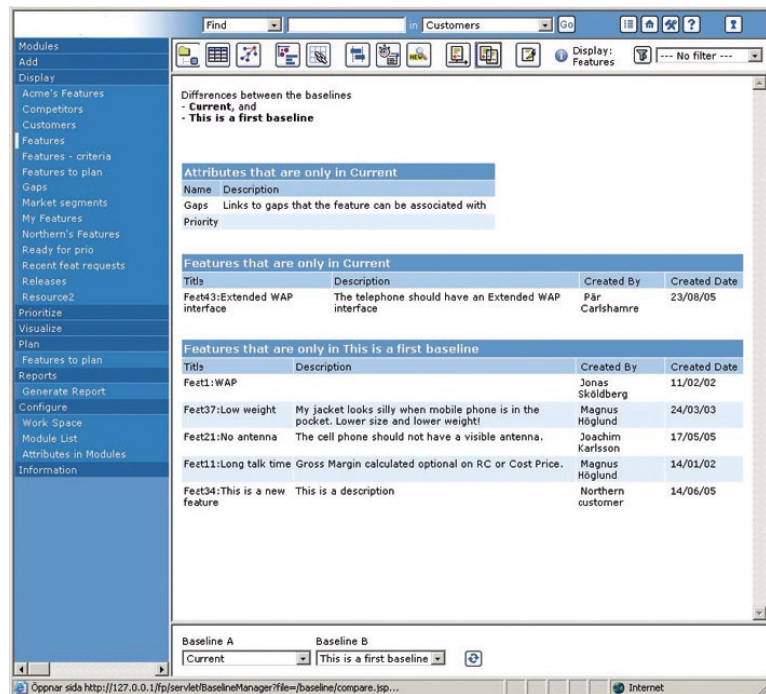 Find in Customers Go
Modules
Add
Display
Acme's Features
Competitors
Customers
Features
Features - criteria
Features to plan
Gaps
Market segments
My Features
Northern's Features
Ready for prio
Recent feat requests
Releases
Resource2
Prioritize
Visualize
Plan
Features to plan
Reports
Generate Report
Configure
Work Space
Module List
Attributes in Modules
Information
Display: Features
--- No filter ---
Differences between the baselines
- Current, and
- This is a first baseline
Attributes that are only in Current
Name Description
Gaps Links to gaps that the feature can be associated with
Priority
Features that are only in Current
Title Description Created By Created Date
Feat43:Extended WAP interface The telephone should have an Extended WAP interface Pär Carlshamre 23/08/05
Features that are only in This is a first baseline
Title Description Created By Created Date
Feat1:WAP Jonas Sköldberg 11/02/02
Feat37:Low weight My jacket looks silly when mobile phone is in the pocket. Lower size and lower weight! Magnus Höglund 24/03/03
Feat21:No antenna The cell phone should not have a visible antenna. Joachim Karlsson 17/05/05
Feat11:Long talk time Gross Margin calculated optional on RC or Cost Price. Magnus Höglund 14/01/02
Feat34:This is a new feature This is a description Northern customer 14/06/05
Baseline A Baseline B
Current This is a first baseline
Öppnar sida http://127.0.0.1/fp/servlet/BaselineManager?file=/baseline/compare.jsp... Internet